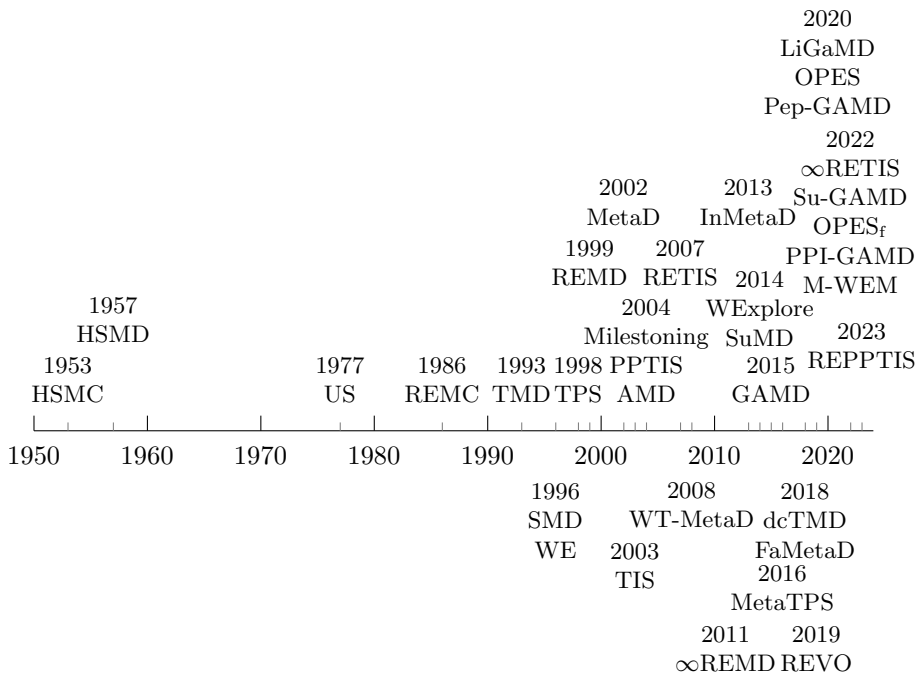 2020
LiGaMD
OPES
Pep-GAMD
2022
∞RETIS
Su-GAMD
OPESf
PPI-GAMD
M-WEM
2002
MetaD
2013
InMetaD
1999
REMD
2007
RETIS
2014
WExplore
SuMD
1957
HSMD
2004
Milestoning
PPTIS
AMD
2023
REPPTIS
1953
HSMC
1977
US
1986
REMC
1993
TMD
1998
TPS
2015
GAMD
1950 1960 1970 1980 1990 2000 2010 2020
1996
SMD
WE
2008
WT-MetaD
2018
dcTMD
FaMetaD
2003
TIS
2016
MetaTPS
2011
∞REMD
2019
REVO